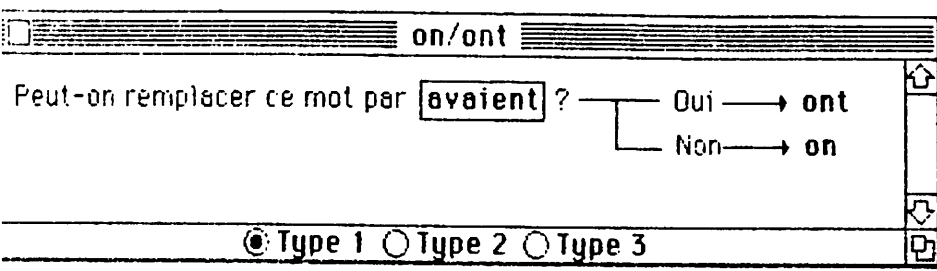 on/ont
Peut-on remplacer ce mot par avaient ? Oui → ont
Non → on
Type 1 Type 2 Type 3